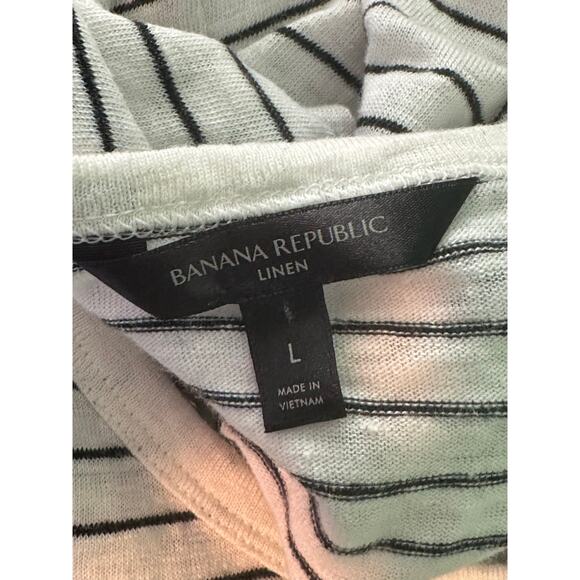 BANANA REPUBLIC
LINEN
L
MADE IN
VIETNAM